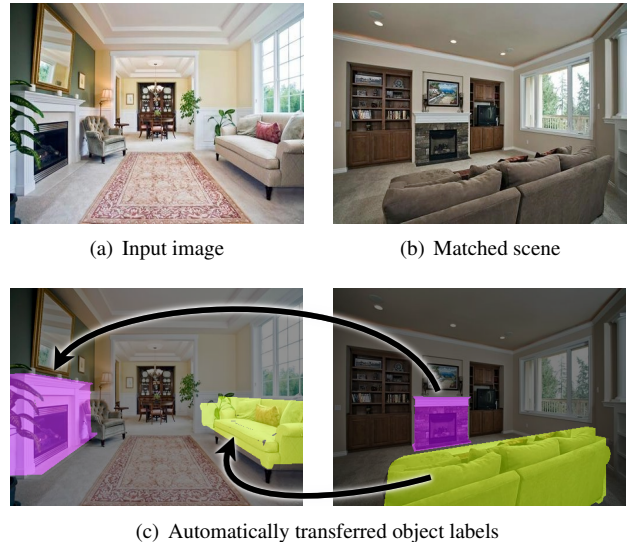 (a) Input image
(b) Matched scene
(c) Automatically transferred object labels